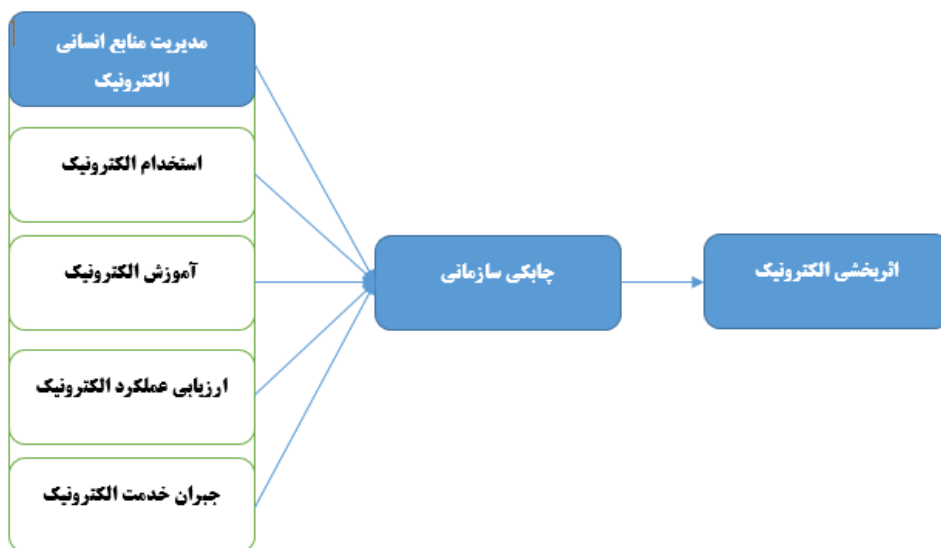 مدیریت منابع انسانی
الکترونیک
استخدام الکترونیک
آموزش الکترونیک
ارزیابی عملکرد الکترونیک
جبران خدمت الکترونیک
چابکی سازمانی
اثربخشی الکترونیک